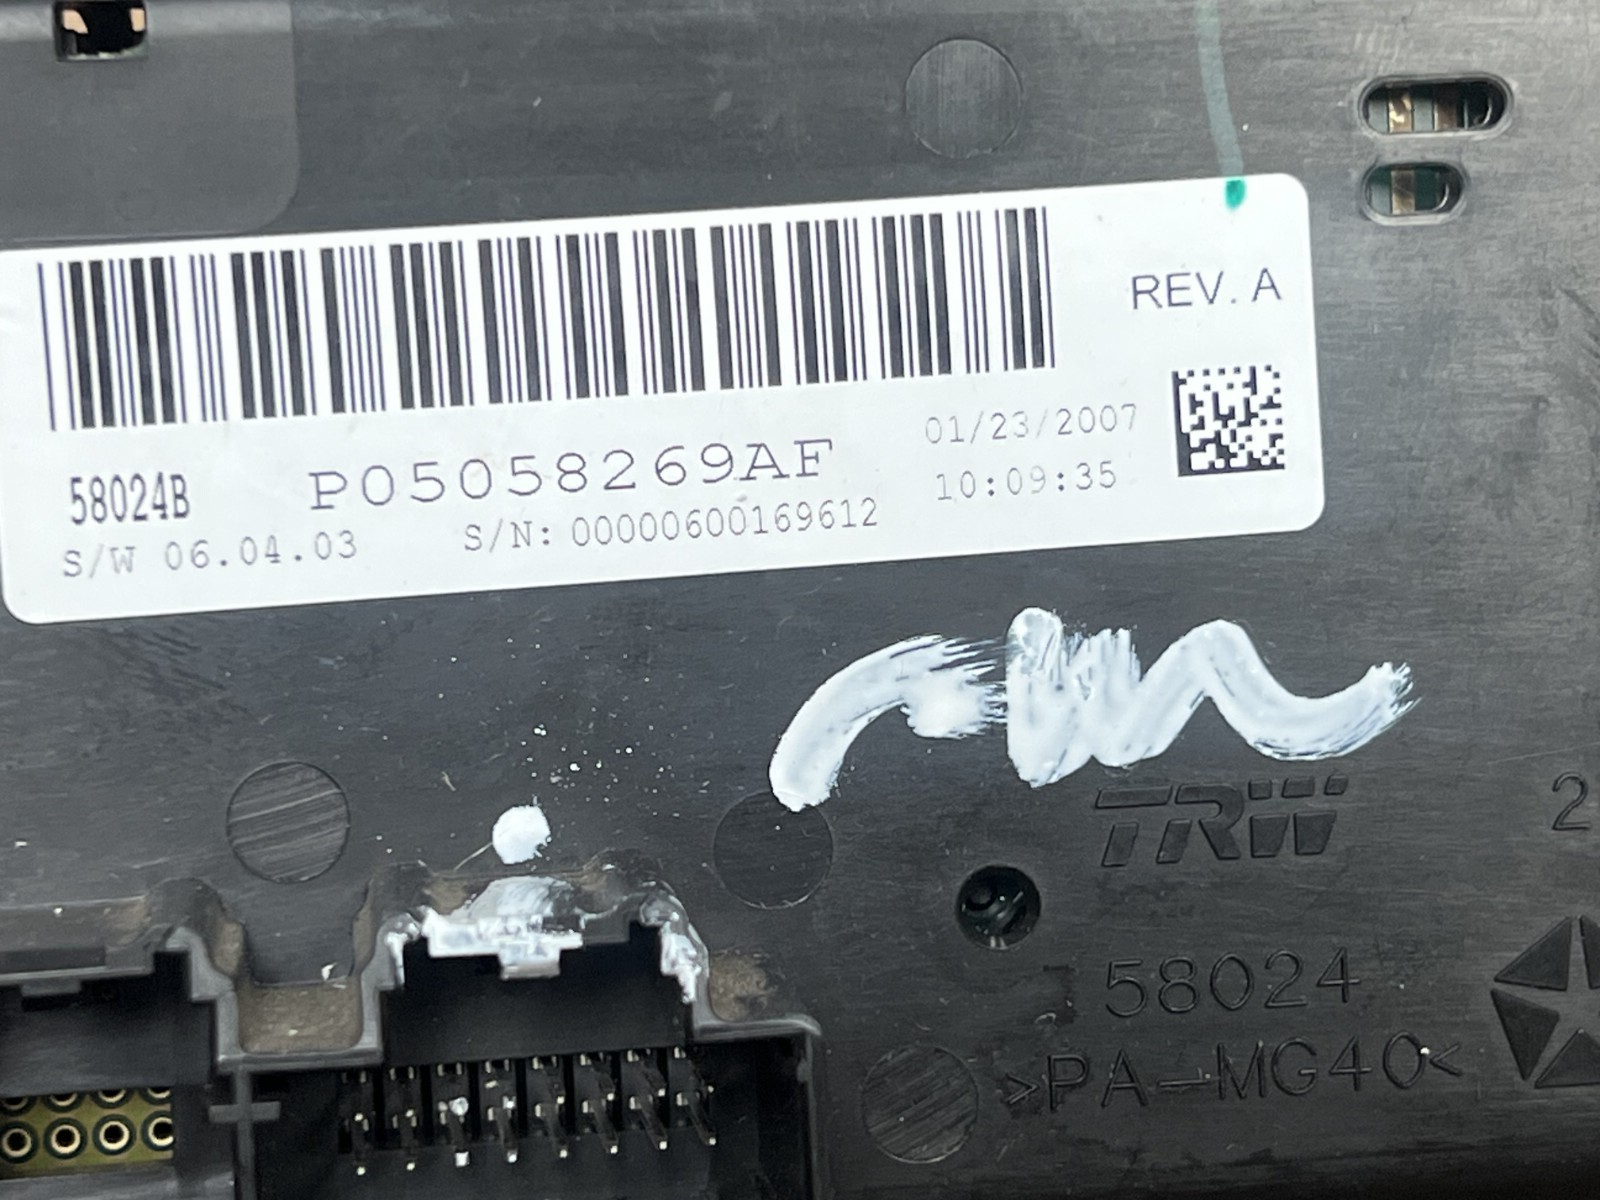 REV. A
58024B P05058269AF 01/23/2007
S/W 06.04.03 S/N: 00000600169612 10:09:35
TRW
2
58024
>PA-MG40<